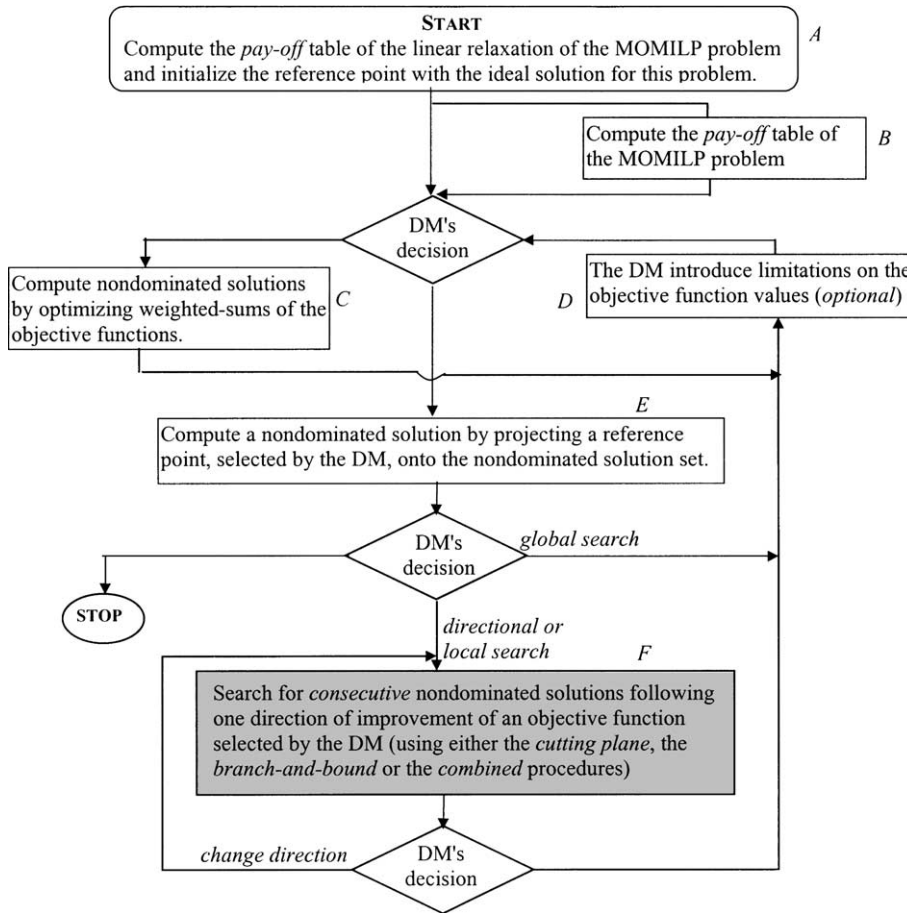 START
A
Compute the pay-off table of the linear relaxation of the MOMILP problem
and initialize the reference point with the ideal solution for this problem.
Compute the pay-off table of
the MOMILP problem
B
DM's
decision
Compute nondominated solutions
by optimizing weighted-sums of the
objective functions.
C
The DM introduce limitations on the
objective function values (optional)
D
E
Compute a nondominated solution by projecting a reference
point, selected by the DM, onto the nondominated solution set.
DM's
decision
global search
STOP
directional or
local search
F
Search for consecutive nondominated solutions following
one direction of improvement of an objective function
selected by the DM (using either the cutting plane, the
branch-and-bound or the combined procedures)
change direction
DM's
decision